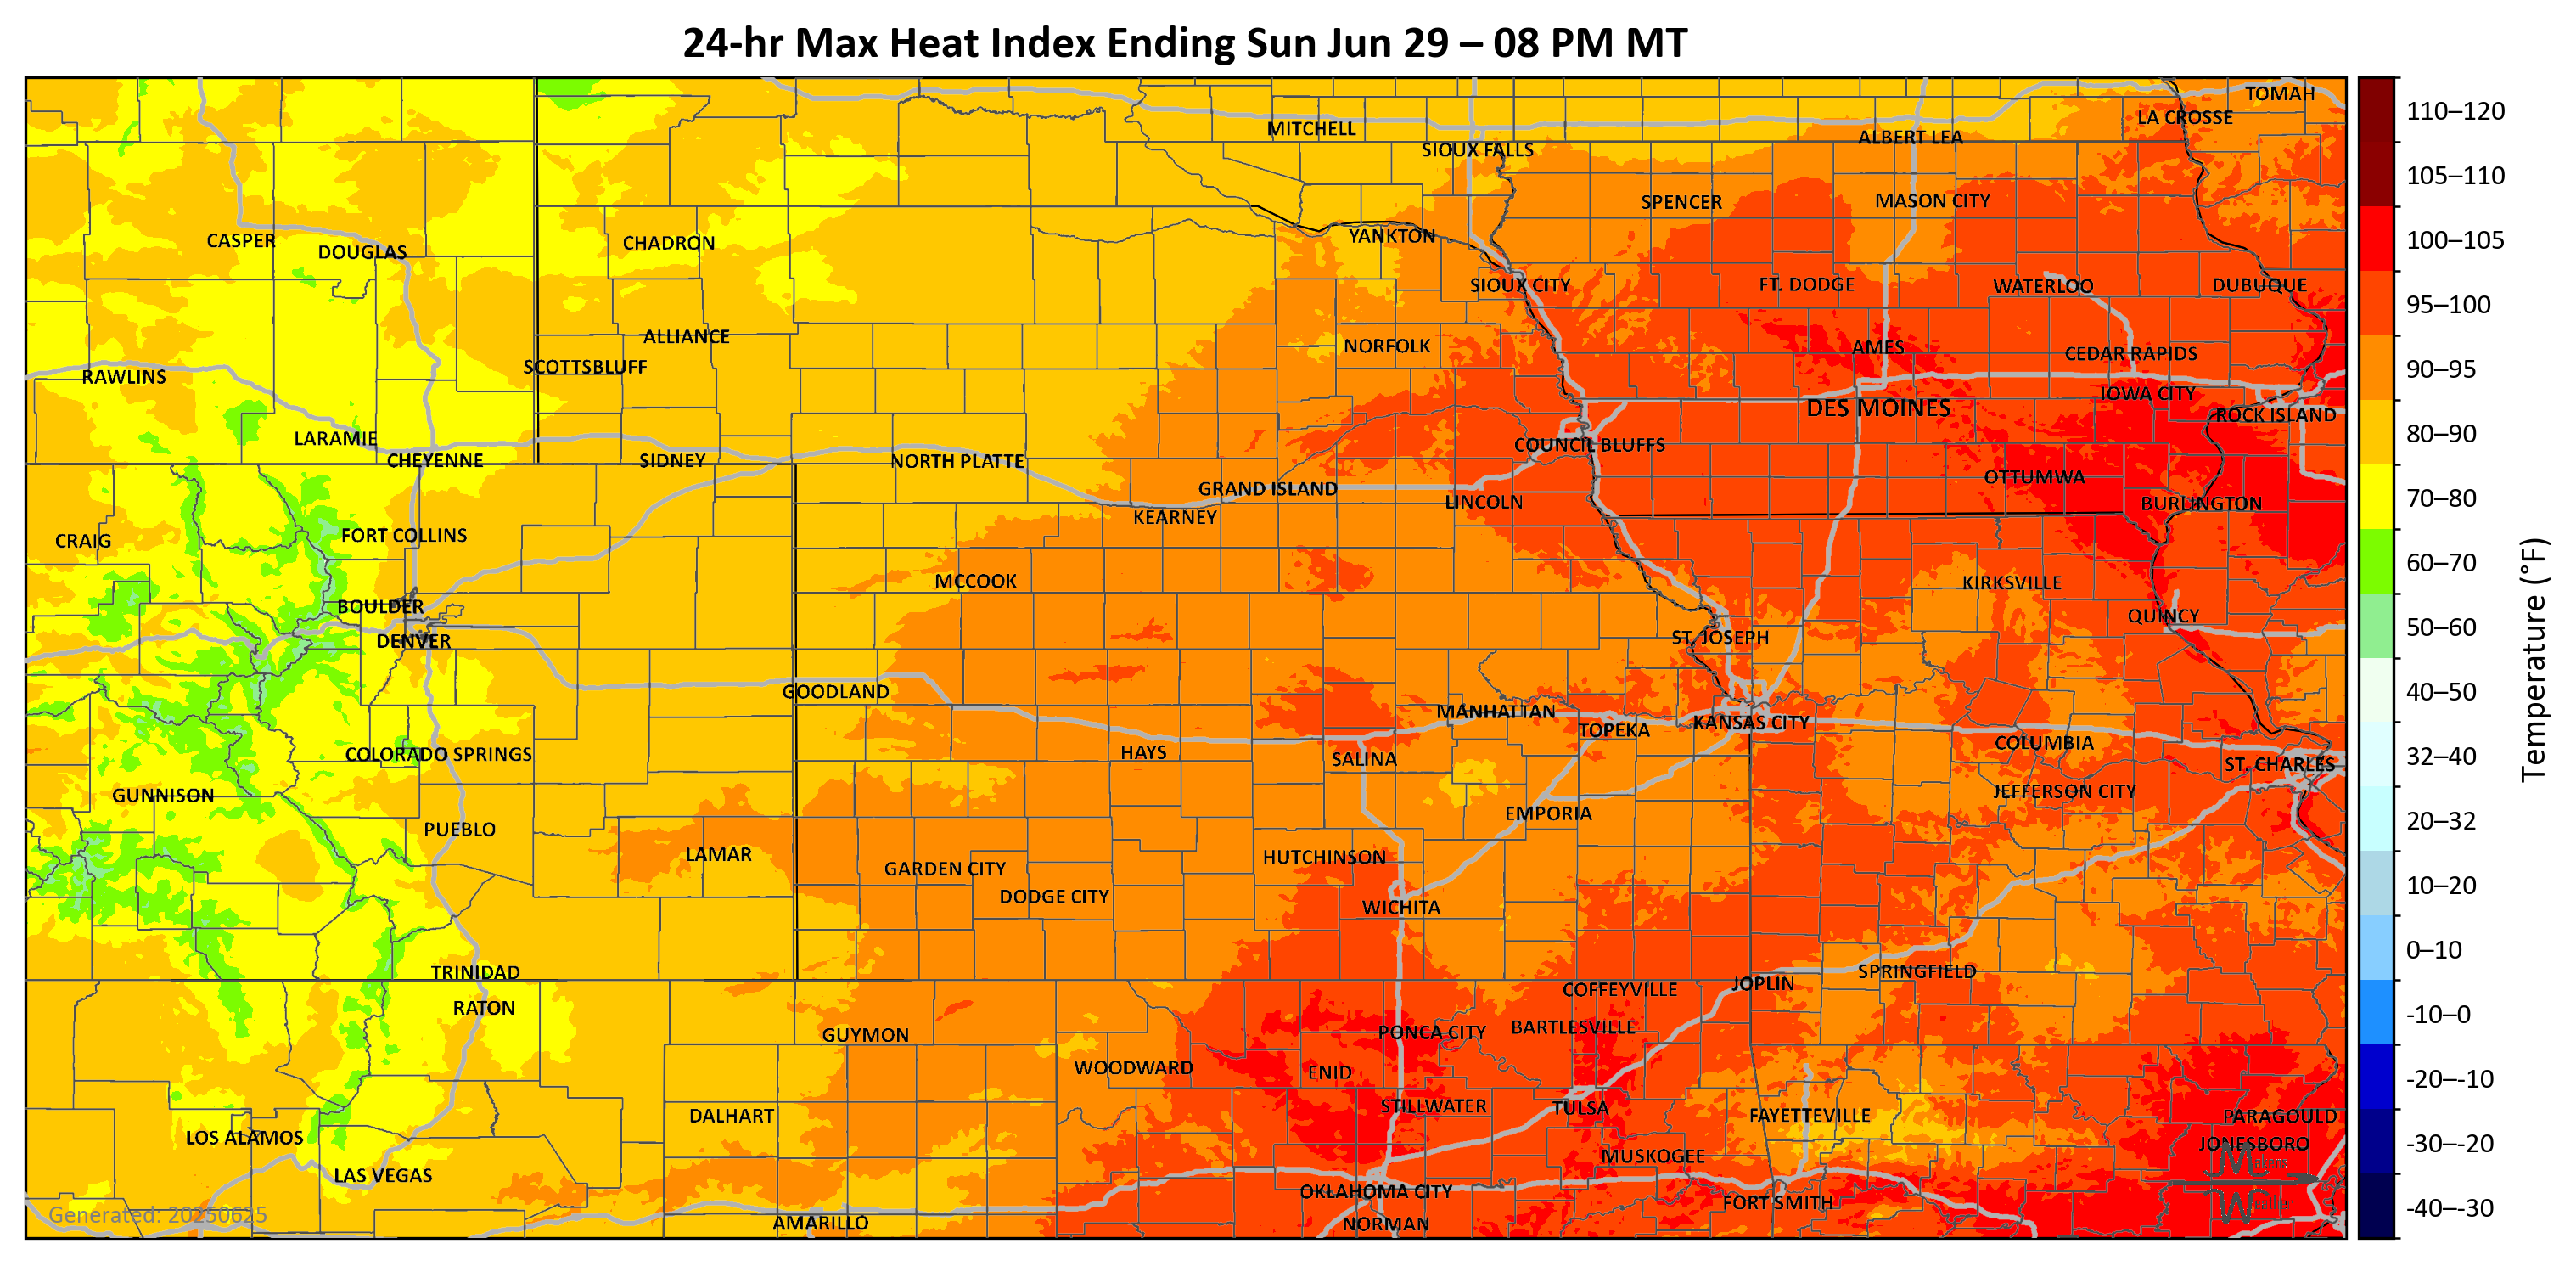 24-hr Max Heat Index Ending Sun Jun 29 – 08 PM MT
TOMAH
LA CROSSE
MITCHELL
ALBERT LEA
SIOUX FALLS
SPENCER
MASON CITY
YANKTON
CASPER
CHADRON
DOUGLAS
SIOUX CITY
FT. DODGE
WATERLOO
DUBUQUE
ALLIANCE
NORFOLK
AMES
CEDAR RAPIDS
SCOTTSBLUFF
RAWLINS
IOWA CITY
DES MOINES
ROCK ISLAND
LARAMIE
COUNCIL BLUFFS
CHEYENNE
SIDNEY
NORTH PLATTE
OTTUMWA
GRAND ISLAND
LINCOLN
BURLINGTON
KEARNEY
FORT COLLINS
CRAIG
MCCOOK
KIRKSVILLE
BOULDER
QUINCY
DENVER
ST. JOSEPH
GOODLAND
MANHATTAN
KANSAS CITY
TOPEKA
COLUMBIA
COLORADO SPRINGS
HAYS
SALINA
ST. CHARLES
GUNNISON
JEFFERSON CITY
EMPORIA
PUEBLO
LAMAR
HUTCHINSON
GARDEN CITY
DODGE CITY
WICHITA
TRINIDAD
SPRINGFIELD
JOPLIN
COFFEYVILLE
RATON
BARTLESVILLE
GUYMON
PONCA CITY
WOODWARD
ENID
STILLWATER
TULSA
DALHART
FAYETTEVILLE
PARAGOULD
LOS ALAMOS
JONESBORO
MUSKOGEE
LAS VEGAS
OKLAHOMA CITY
FORT SMITH
AMARILLO
NORMAN
Generated: 20250625
110–120
105–110
100–105
95–100
90–95
80–90
70–80
60–70
50–60
40–50
32–40
20–32
10–20
0–10
-10–0
-20–-10
-30–-20
-40–-30
Temperature (°F)